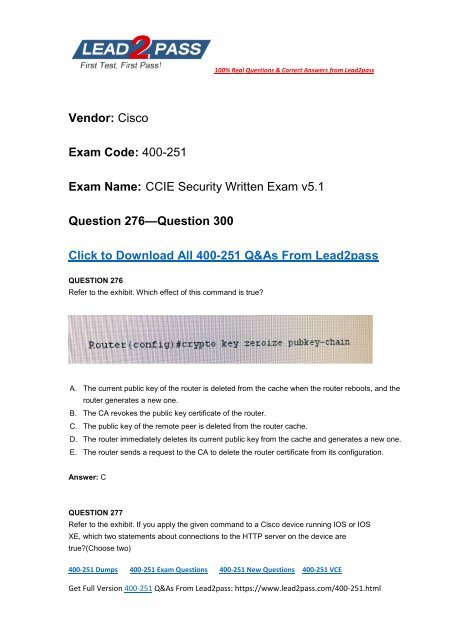 LEAD2PASS
First Test, First Pass!
100% Real Questions & Correct Answers from Lead2pass
Vendor: Cisco
Exam Code: 400-251
Exam Name: CCIE Security Written Exam v5.1
Question 276—Question 300
Click to Download All 400-251 Q&As From Lead2pass
QUESTION 276
Refer to the exhibit. Which effect of this command is true?
Router(config)#crypto key zeroize pubkey-chain
A. The current public key of the router is deleted from the cache when the router reboots, and the
router generates a new one.
B. The CA revokes the public key certificate of the router.
C. The public key of the remote peer is deleted from the router cache.
D. The router immediately deletes its current public key from the cache and generates a new one.
E. The router sends a request to the CA to delete the router certificate from its configuration.
Answer: C
QUESTION 277
Refer to the exhibit. If you apply the given command to a Cisco device running IOS or IOS
XE, which two statements about connections to the HTTP server on the device are
true?(Choose two)
400-251 Dumps 400-251 Exam Questions 400-251 New Questions 400-251 VCE
Get Full Version 400-251 Q&As From Lead2pass: https://www.lead2pass.com/400-251.html